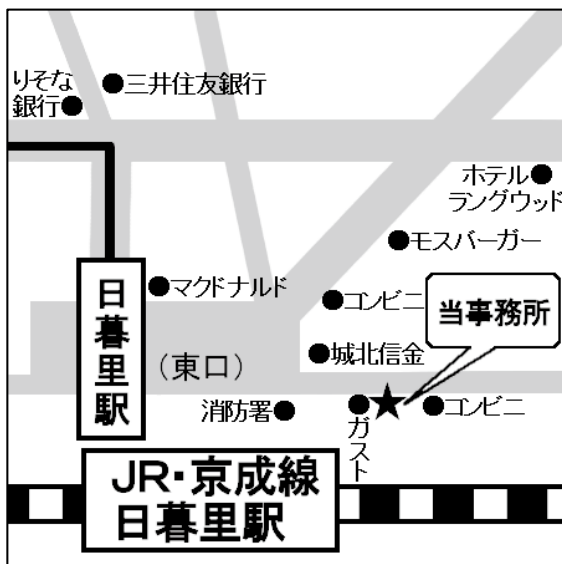 りそな
銀行
三井住友銀行
ホテル
ラングウッド
モスバーガー
マクドナルド
コンビニ
当事務所
日暮里駅
(東口)
城北信金
消防署
ガスト
コンビニ
JR・京成線
日暮里駅